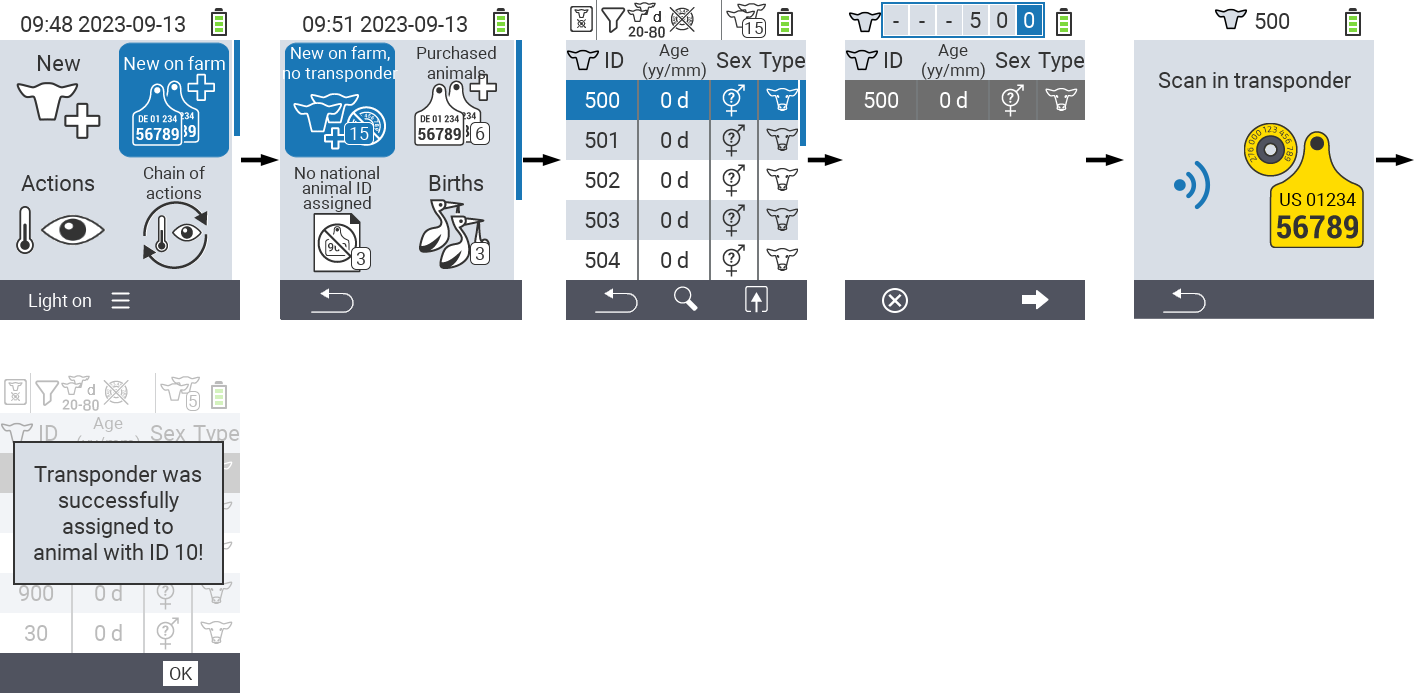 09:48 2023-09-13
New
New on farm
DE 01 234
234
56789
89
Actions
Chain of
actions
Light on
09:51 2023-09-13
New on farm,
no transponder
15
Purchased
animals
DE 01 234
234
56789
6
No national
animal ID
assigned
3
Births
3
d
20-80
15
ID
Age
(yy/mm)
Sex
Type
500 0 d
501 0 d
502 0 d
503 0 d
504 0 d
- - - 5 0 0
ID
Age
(yy/mm)
Sex
Type
500 0 d
500
Scan in transponder
276 000 123 456 789
US 01234
56789
d
20-80
5
ID
Age
(yy/mm)
Sex
Type
Transponder was
successfully
assigned to
animal with ID 10!
900 0 d
30 0 d
OK